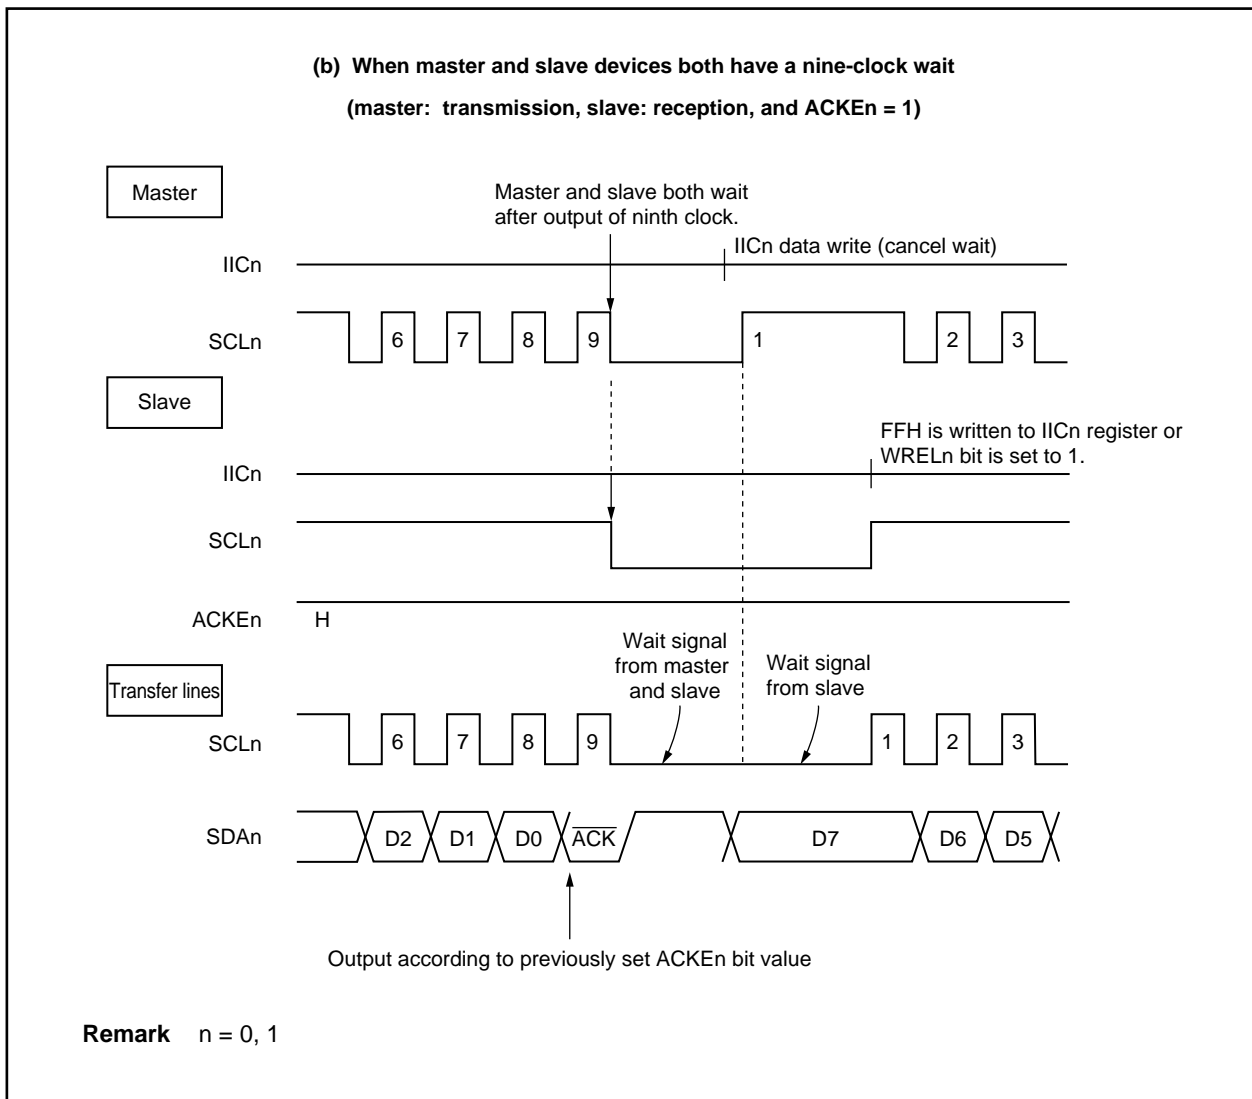 (b) When master and slave devices both have a nine-clock wait
(master: transmission, slave: reception, and ACKEn = 1)
Master
Master and slave both wait
after output of ninth clock.
IICn data write (cancel wait)
IICn
SCLn
6 7 8 9 1 2 3
Slave
FFH is written to IICn register or
WRELn bit is set to 1.
IICn
SCLn
ACKEn
H
Wait signal
from master
and slave
Wait signal
from slave
Transfer lines
SCLn
6 7 8 9 1 2 3
SDAn
D2 D1 D0 A̅C̅K̅ D7 D6 D5
Output according to previously set ACKEn bit value
Remark n = 0, 1